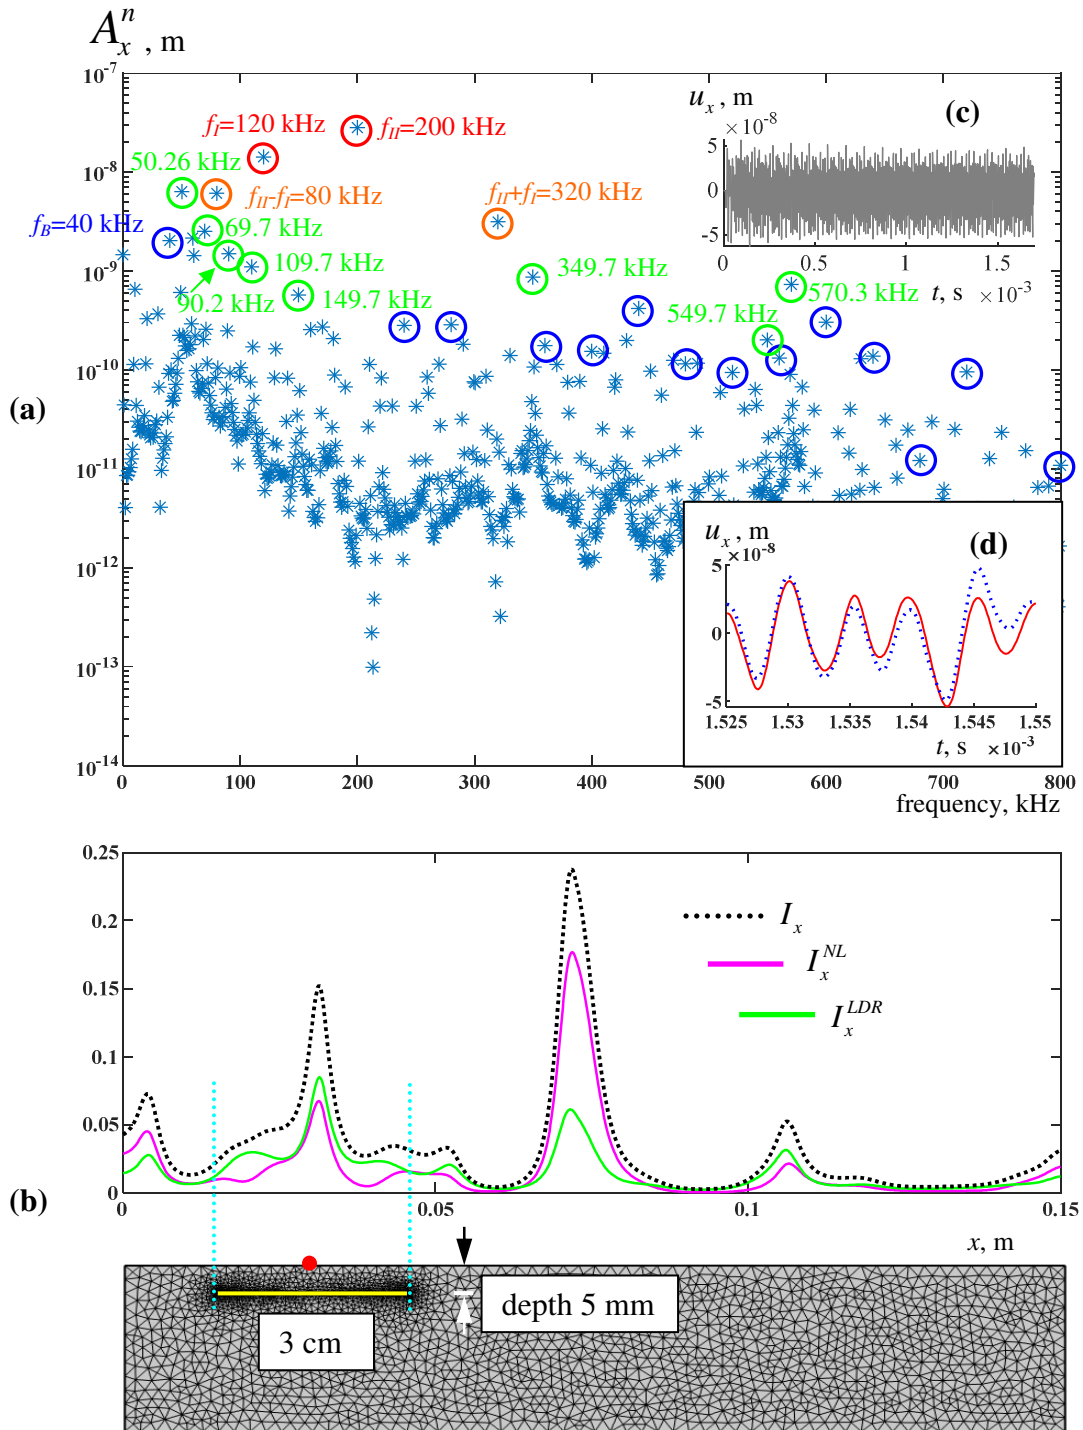 A_x^n , m
10^-7
10^-8
10^-9
10^-10
10^-11
10^-12
10^-13
10^-14
(a)
f_I=120 kHz
f_II=200 kHz
50.26 kHz
f_II-f_I=80 kHz
f_II+f_I=320 kHz
f_B=40 kHz
69.7 kHz
109.7 kHz
349.7 kHz
90.2 kHz
149.7 kHz
549.7 kHz
570.3 kHz
u_x , m
(c)
×10^-8
5
0
-5
0 0.5 1 1.5
t, s ×10^-3
u_x , m
(d)
×10^-8
5
0
-5
1.525 1.53 1.535 1.54 1.545 1.55
t, s ×10^-3
0 100 200 300 400 500 600 700 800
frequency, kHz
0.25
0.2
0.15
0.1
0.05
0
(b)
I_x
I_x^NL
I_x^LDR
0 0.05 0.1 0.15
x, m
depth 5 mm
3 cm